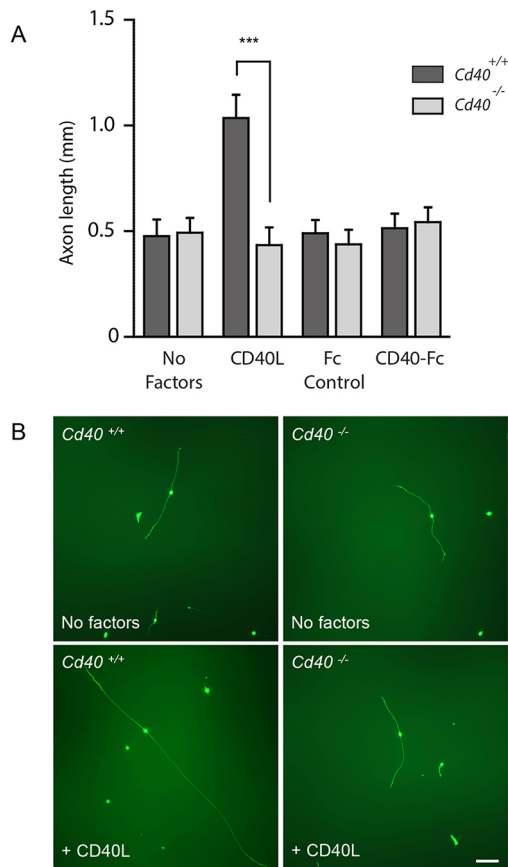 A
1.5
1.0
0.5
0
Axon length (mm)
***
Cd40 +/+
Cd40 -/-
No Factors
CD40L
Fc Control
CD40-Fc
B
Cd40 +/+
No factors
Cd40 -/-
No factors
Cd40 +/+
+ CD40L
Cd40 -/-
+ CD40L